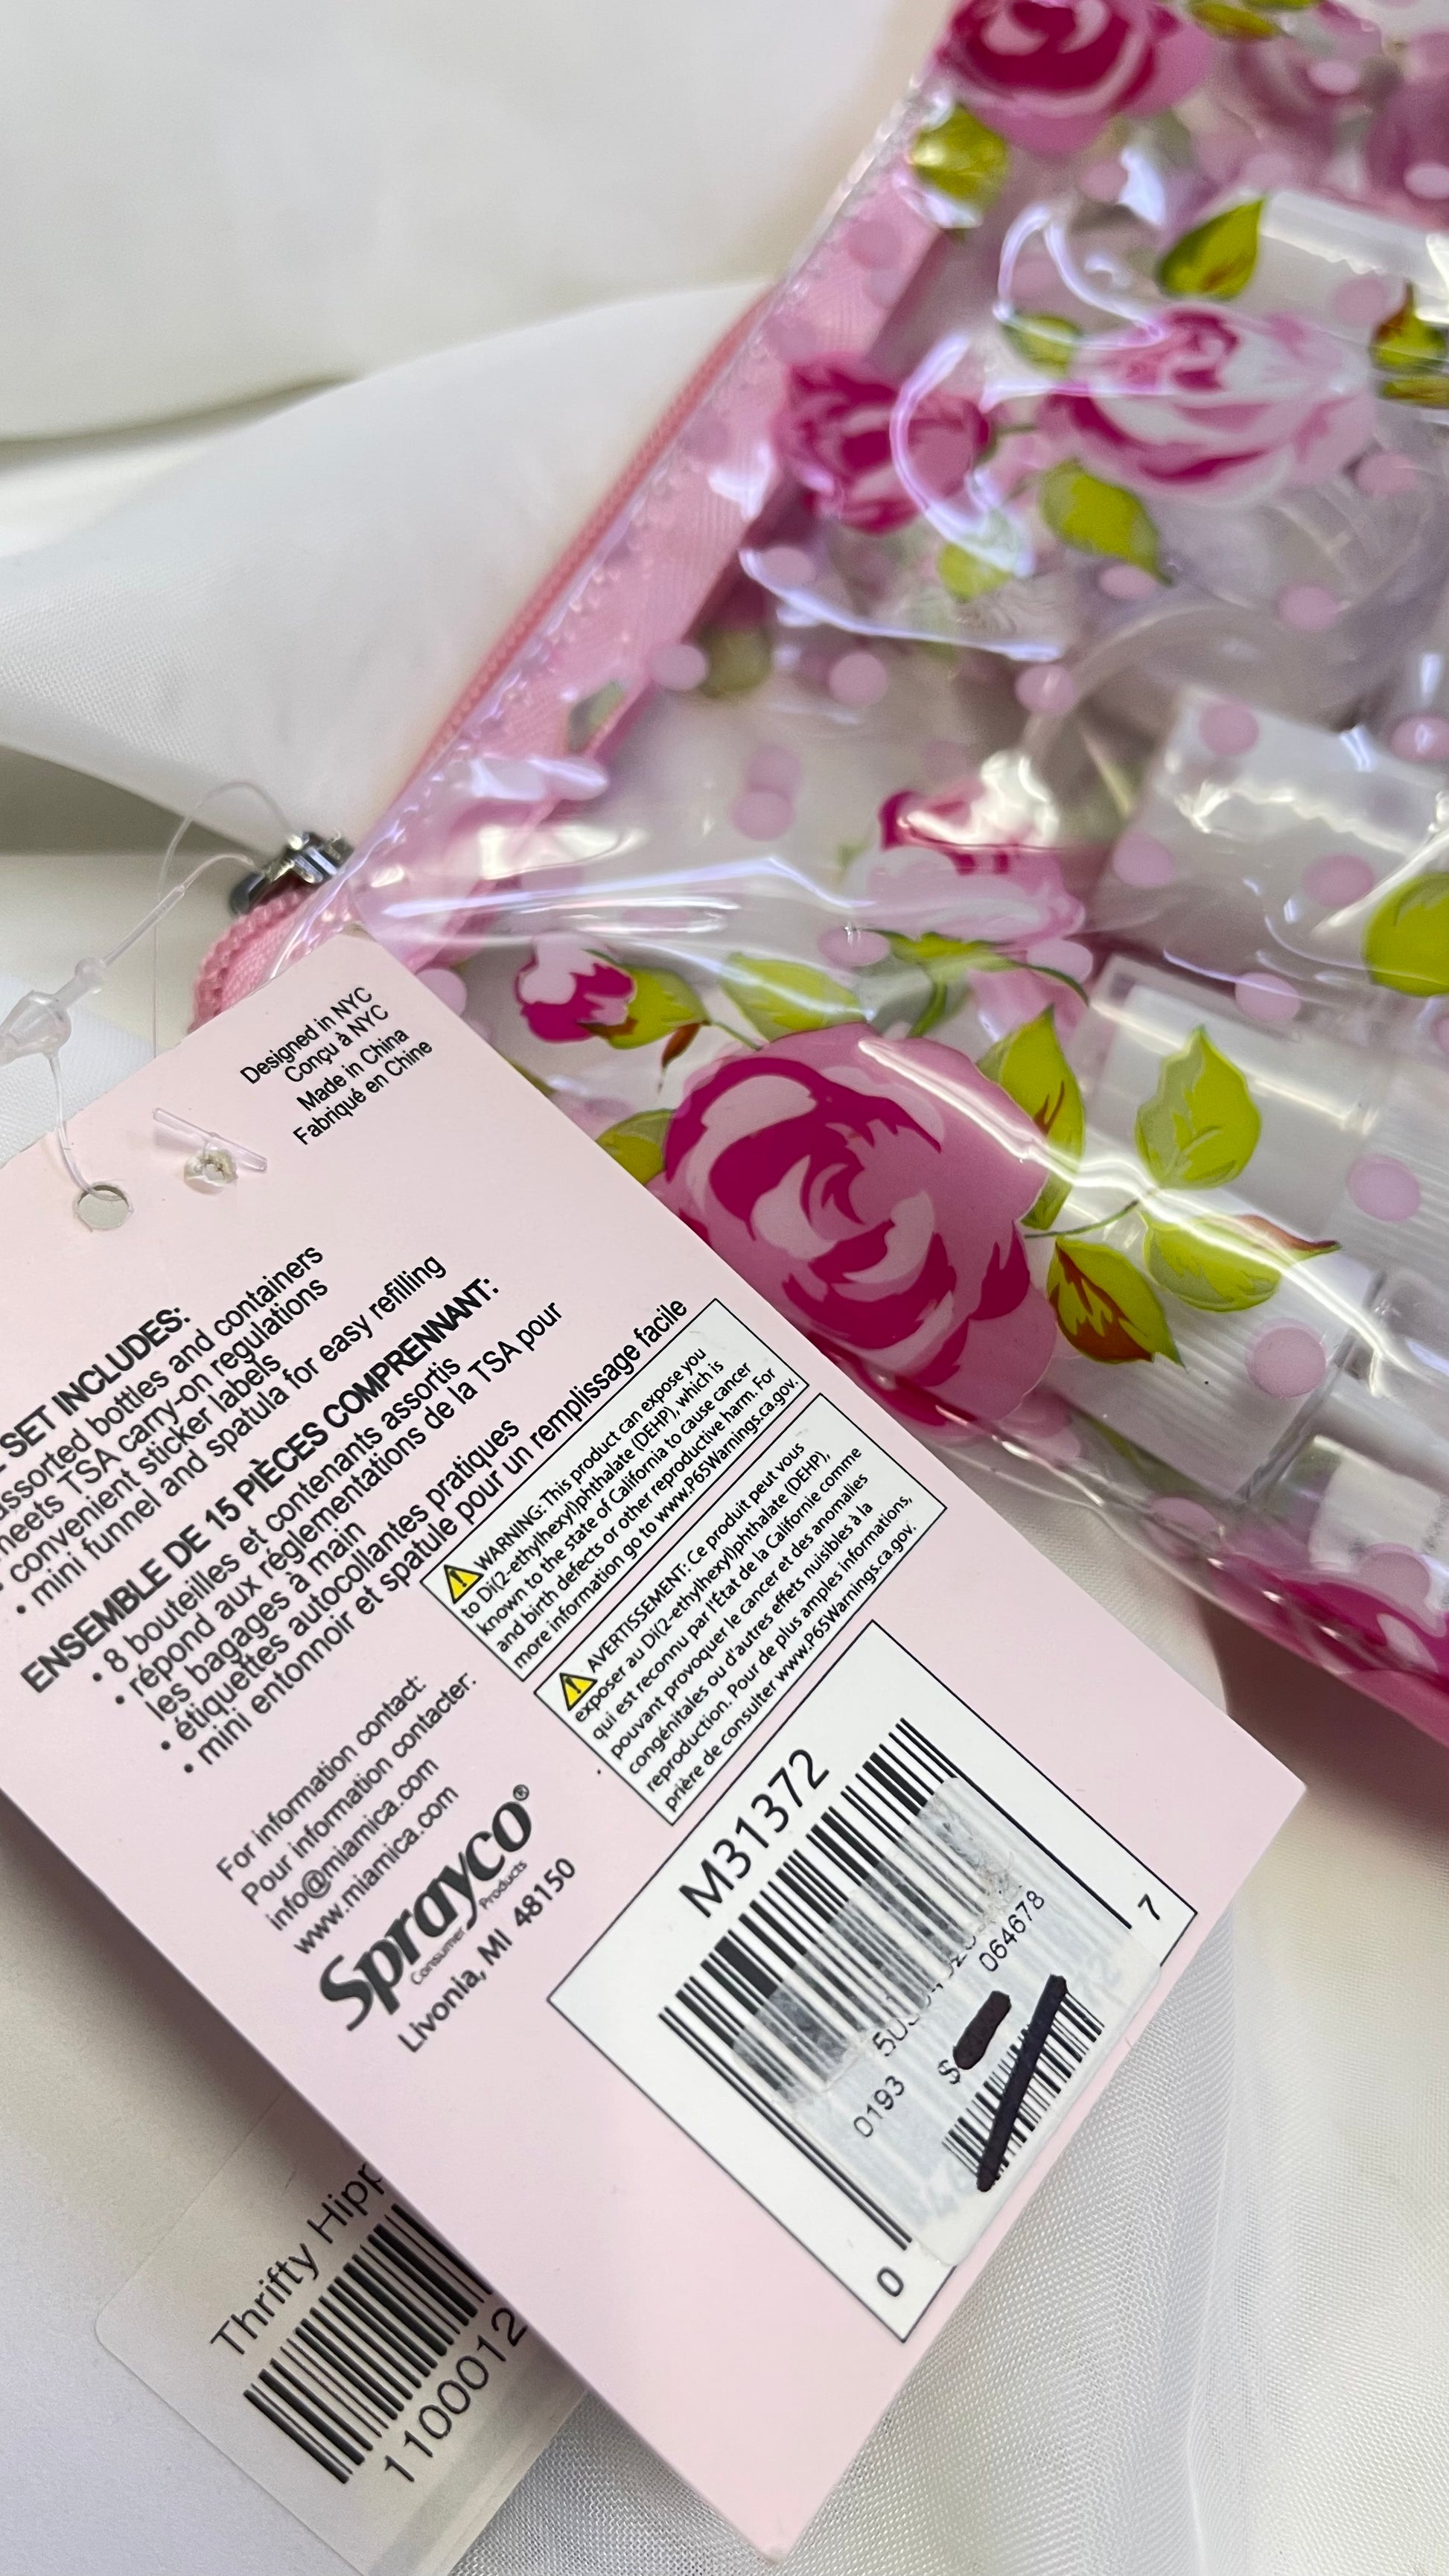 Designed in NYC
Conçu à NYC
Made in China
Fabriqué en Chine
SET INCLUDES:
assorted bottles and containers
meets TSA carry-on regulations
• convenient sticker labels
• mini funnel and spatula for easy refilling
ENSEMBLE DE 15 PIÈCES COMPRENNANT:
• 8 bouteilles et contenants assortis
• répond aux réglementations de la TSA pour
les bagages à main
• étiquettes autocollantes pratiques
• mini entonnoir et spatule pour un remplissage facile
WARNING: This product can expose you
to Di(2-ethylhexyl)phthalate (DEHP), which is
known to the state of California to cause cancer
and birth defects or other reproductive harm. For
more information go to www.P65Warnings.ca.gov.
AVERTISSEMENT: Ce produit peut vous
exposer au Di(2-ethylhexyl)phthalate (DEHP),
qui est reconnu par l'État de la Californie comme
pouvant provoquer le cancer et des anomalies
congénitales ou d'autres effets nuisibles à la
reproduction. Pour de plus amples informations,
prière de consulter www.P65Warnings.ca.gov.
For information contact:
Pour information contacter:
info@miamica.com
www.miamica.com
Sprayco®
Consumer Products
Livonia, MI 48150
M31372
064678
0193 $
0 7
Thrifty Hipp
1100012